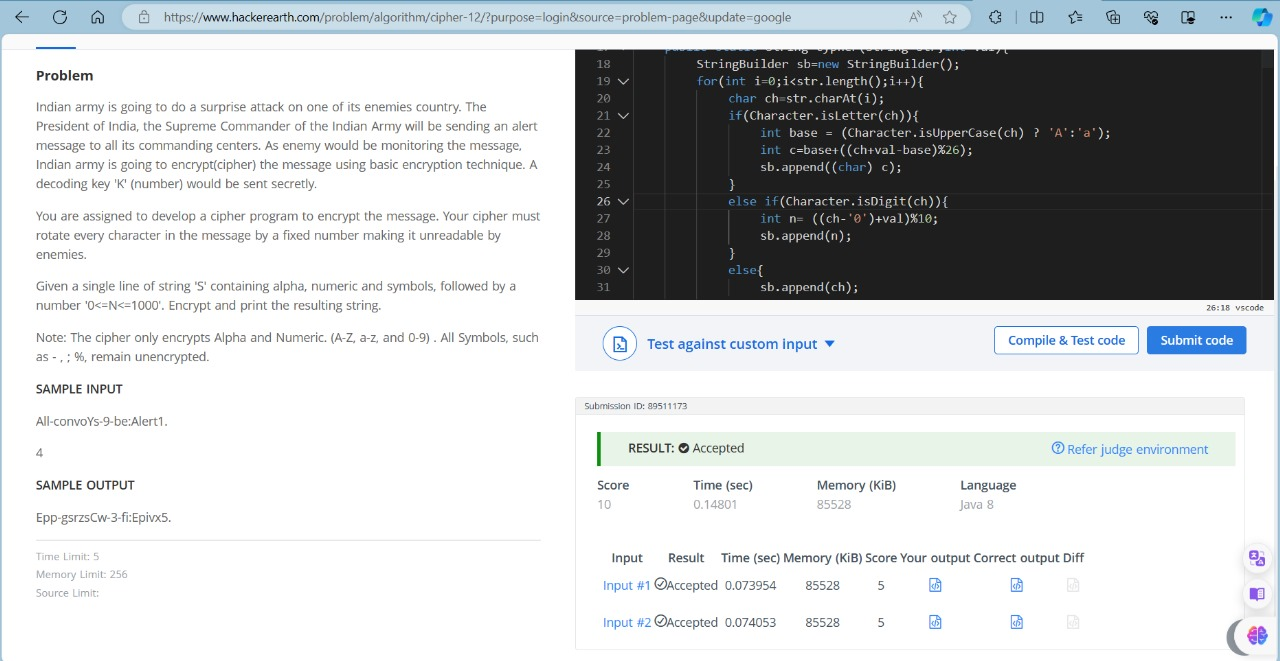 https://www.hackerearth.com/problem/algorithm/cipher-12/?purpose=login&source=problem-page&update=google
Problem
Indian army is going to do a surprise attack on one of its enemies country. The
President of India, the Supreme Commander of the Indian Army will be sending an alert
message to all its commanding centers. As enemy would be monitoring the message,
Indian army is going to encrypt(cipher) the message using basic encryption technique. A
decoding key 'K' (number) would be sent secretly.
You are assigned to develop a cipher program to encrypt the message. Your cipher must
rotate every character in the message by a fixed number making it unreadable by
enemies.
Given a single line of string 'S' containing alpha, numeric and symbols, followed by a
number '0<=N<=1000'. Encrypt and print the resulting string.
Note: The cipher only encrypts Alpha and Numeric. (A-Z, a-z, and 0-9) . All Symbols, such
as - , ; %, remain unencrypted.
SAMPLE INPUT
All-convoYs-9-be:Alert1.
4
SAMPLE OUTPUT
Epp-gsrzsCw-3-fi:Epivx5.
Time Limit: 5
Memory Limit: 256
Source Limit:
18 StringBuilder sb=new StringBuilder();
19 for(int i=0;i<str.length();i++){
20 char ch=str.charAt(i);
21 if(Character.isLetter(ch)){
22 int base = (Character.isUpperCase(ch) ? 'A':'a');
23 int c=base+((ch+val-base)%26);
24 sb.append((char) c);
25 }
26 else if(Character.isDigit(ch)){
27 int n= ((ch-'0')+val)%10;
28 sb.append(n);
29 }
30 else{
31 sb.append(ch);
26:18 vscode
Test against custom input
Compile & Test code
Submit code
Submission ID: 89511173
RESULT: Accepted
Refer judge environment
Score Time (sec) Memory (KiB) Language
10 0.14801 85528 Java 8
Input Result Time (sec) Memory (KiB) Score Your output Correct output Diff
Input #1 Accepted 0.073954 85528 5
Input #2 Accepted 0.074053 85528 5